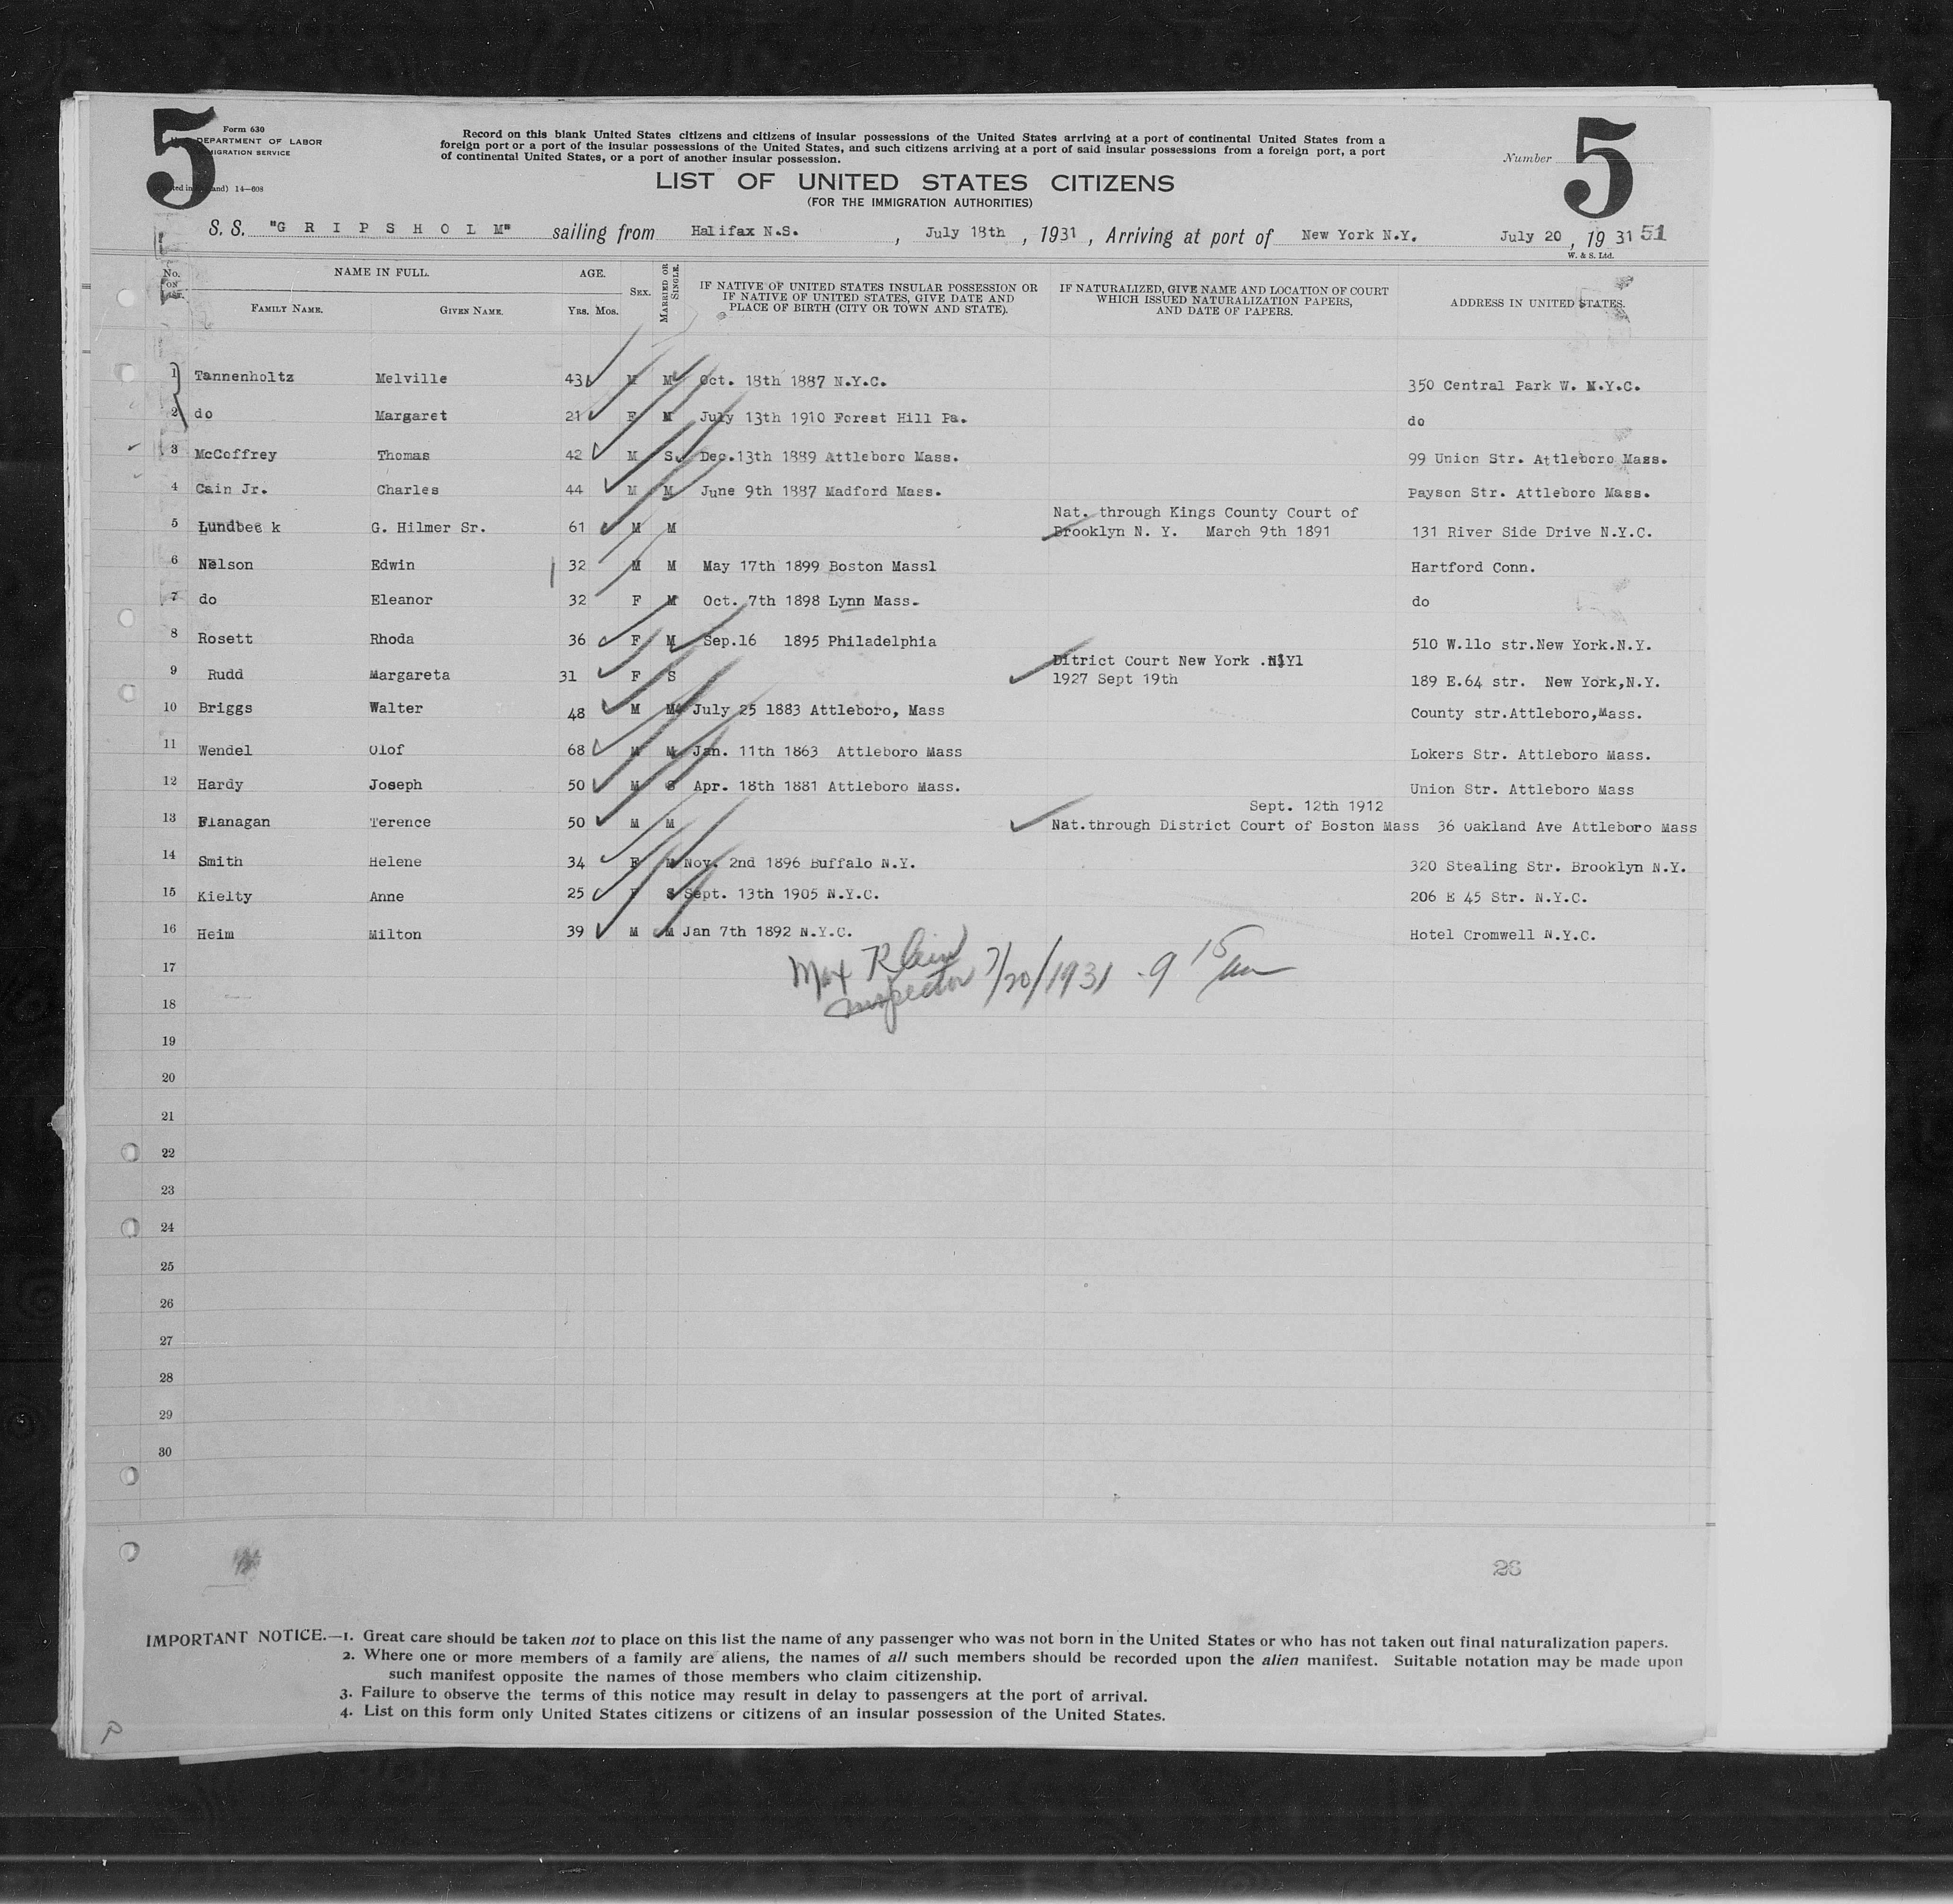 5
Form 630
DEPARTMENT OF LABOR
IMMIGRATION SERVICE
14—608
Record on this blank United States citizens and citizens of insular possessions of the United States arriving at a port of continental United States from a
foreign port or a port of the insular possessions of the United States, and such citizens arriving at a port of said insular possessions from a foreign port, a port
of continental United States, or a port of another insular possession.
LIST OF UNITED STATES CITIZENS
(FOR THE IMMIGRATION AUTHORITIES)
Number 5
S. S. "G R I P S H O L M" sailing from Halifax N.S. , July 18th , 1931 , Arriving at port of New York N.Y. July 20 , 19 31 51
W. & S. Ltd.
No. ON LIST. NAME IN FULL. AGE. SEX. MARRIED OR SINGLE.
FAMILY NAME. GIVEN NAME. YRS. MOS.
IF NATIVE OF UNITED STATES INSULAR POSSESSION OR
IF NATIVE OF UNITED STATES, GIVE DATE AND
PLACE OF BIRTH (CITY OR TOWN AND STATE).
IF NATURALIZED, GIVE NAME AND LOCATION OF COURT
WHICH ISSUED NATURALIZATION PAPERS,
AND DATE OF PAPERS.
ADDRESS IN UNITED STATES.
1 Tannenholtz Melville 43 M M Oct. 18th 1887 N.Y.C. 350 Central Park W. N.Y.C.
2 do Margaret 21 F M July 13th 1910 Forest Hill Pa. do
3 McCoffrey Thomas 42 M S Dec.13th 1889 Attleboro Mass. 99 Union Str. Attleboro Mass.
4 Cain Jr. Charles 44 M M June 9th 1887 Madford Mass. Payson Str. Attleboro Mass.
Nat. through Kings County Court of
5 Lundbee k G. Hilmer Sr. 61 M M Brooklyn N. Y. March 9th 1891 131 River Side Drive N.Y.C.
6 Nelson Edwin 32 M M May 17th 1899 Boston Massl Hartford Conn.
7 do Eleanor 32 F M Oct. 7th 1898 Lynn Mass. do
8 Rosett Rhoda 36 F M Sep.16 1895 Philadelphia 510 W.llo str.New York.N.Y.
Ditrict Court New York .N.Yl
9 Rudd Margareta 31 F S 1927 Sept 19th 189 E.64 str. New York,N.Y.
10 Briggs Walter 48 M M July 25 1883 Attleboro, Mass County str.Attleboro,Mass.
11 Wendel Olof 68 M M Jan. 11th 1863 Attleboro Mass Lokers Str. Attleboro Mass.
12 Hardy Joseph 50 M S Apr. 18th 1881 Attleboro Mass. Union Str. Attleboro Mass
Sept. 12th 1912
13 Flanagan Terence 50 M M Nat.through District Court of Boston Mass 36 Oakland Ave Attleboro Mass
14 Smith Helene 34 F M Nov. 2nd 1896 Buffalo N.Y. 320 Stealing Str. Brooklyn N.Y.
15 Kielty Anne 25 F S Sept. 13th 1905 N.Y.C. 206 E 45 Str. N.Y.C.
16 Heim Milton 39 M M Jan 7th 1892 N.Y.C. Hotel Cromwell N.Y.C.
Max Klein 7/20/1931 9 15 am
Inspector
17
18
19
20
21
22
23
24
25
26
27
28
29
30
26
IMPORTANT NOTICE.—1. Great care should be taken not to place on this list the name of any passenger who was not born in the United States or who has not taken out final naturalization papers.
2. Where one or more members of a family are aliens, the names of all such members should be recorded upon the alien manifest. Suitable notation may be made upon
such manifest opposite the names of those members who claim citizenship.
3. Failure to observe the terms of this notice may result in delay to passengers at the port of arrival.
4. List on this form only United States citizens or citizens of an insular possession of the United States.
P